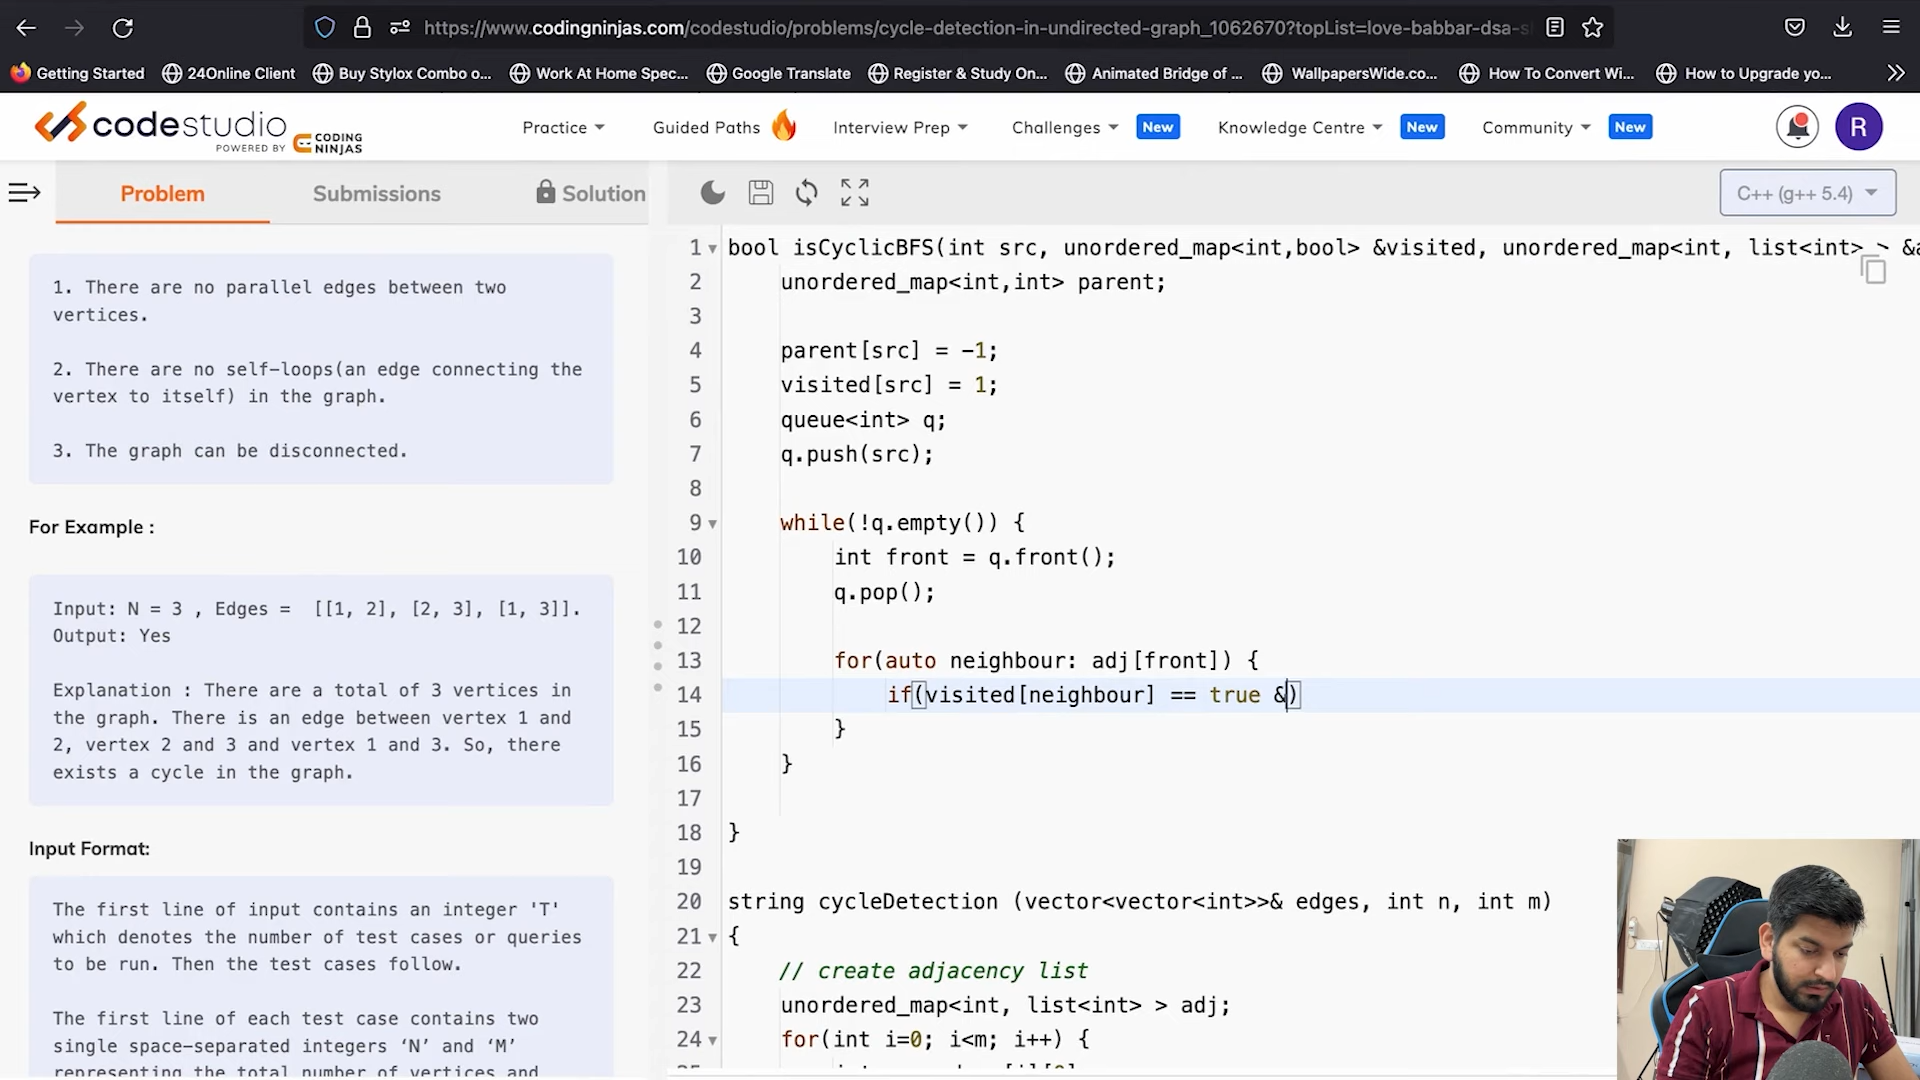 https://www.codingninjas.com/codestudio/problems/cycle-detection-in-undirected-graph_1062670?topList=love-babbar-dsa-s
Getting Started 24Online Client Buy Stylox Combo o... Work At Home Spec... Google Translate Register & Study On... Animated Bridge of ... WallpapersWide.co... How To Convert Wi... How to Upgrade yo...
codestudio
POWERED BY CODING NINJAS
Practice Guided Paths Interview Prep Challenges New Knowledge Centre New Community New R
Problem Submissions Solution
C++ (g++ 5.4)
1. There are no parallel edges between two
vertices.
2. There are no self-loops(an edge connecting the
vertex to itself) in the graph.
3. The graph can be disconnected.
For Example :
Input: N = 3 , Edges = [[1, 2], [2, 3], [1, 3]].
Output: Yes
Explanation : There are a total of 3 vertices in
the graph. There is an edge between vertex 1 and
2, vertex 2 and 3 and vertex 1 and 3. So, there
exists a cycle in the graph.
Input Format:
The first line of input contains an integer 'T'
which denotes the number of test cases or queries
to be run. Then the test cases follow.
The first line of each test case contains two
single space-separated integers ‘N’ and ‘M’
representing the total number of vertices and
1 bool isCyclicBFS(int src, unordered_map<int,bool> &visited, unordered_map<int, list<int> > &a
2 unordered_map<int,int> parent;
3
4 parent[src] = -1;
5 visited[src] = 1;
6 queue<int> q;
7 q.push(src);
8
9 while(!q.empty()) {
10 int front = q.front();
11 q.pop();
12
13 for(auto neighbour: adj[front]) {
14 if(visited[neighbour] == true &)
15 }
16 }
17
18 }
19
20 string cycleDetection (vector<vector<int>>& edges, int n, int m)
21 {
22 // create adjacency list
23 unordered_map<int, list<int> > adj;
24 for(int i=0; i<m; i++) {